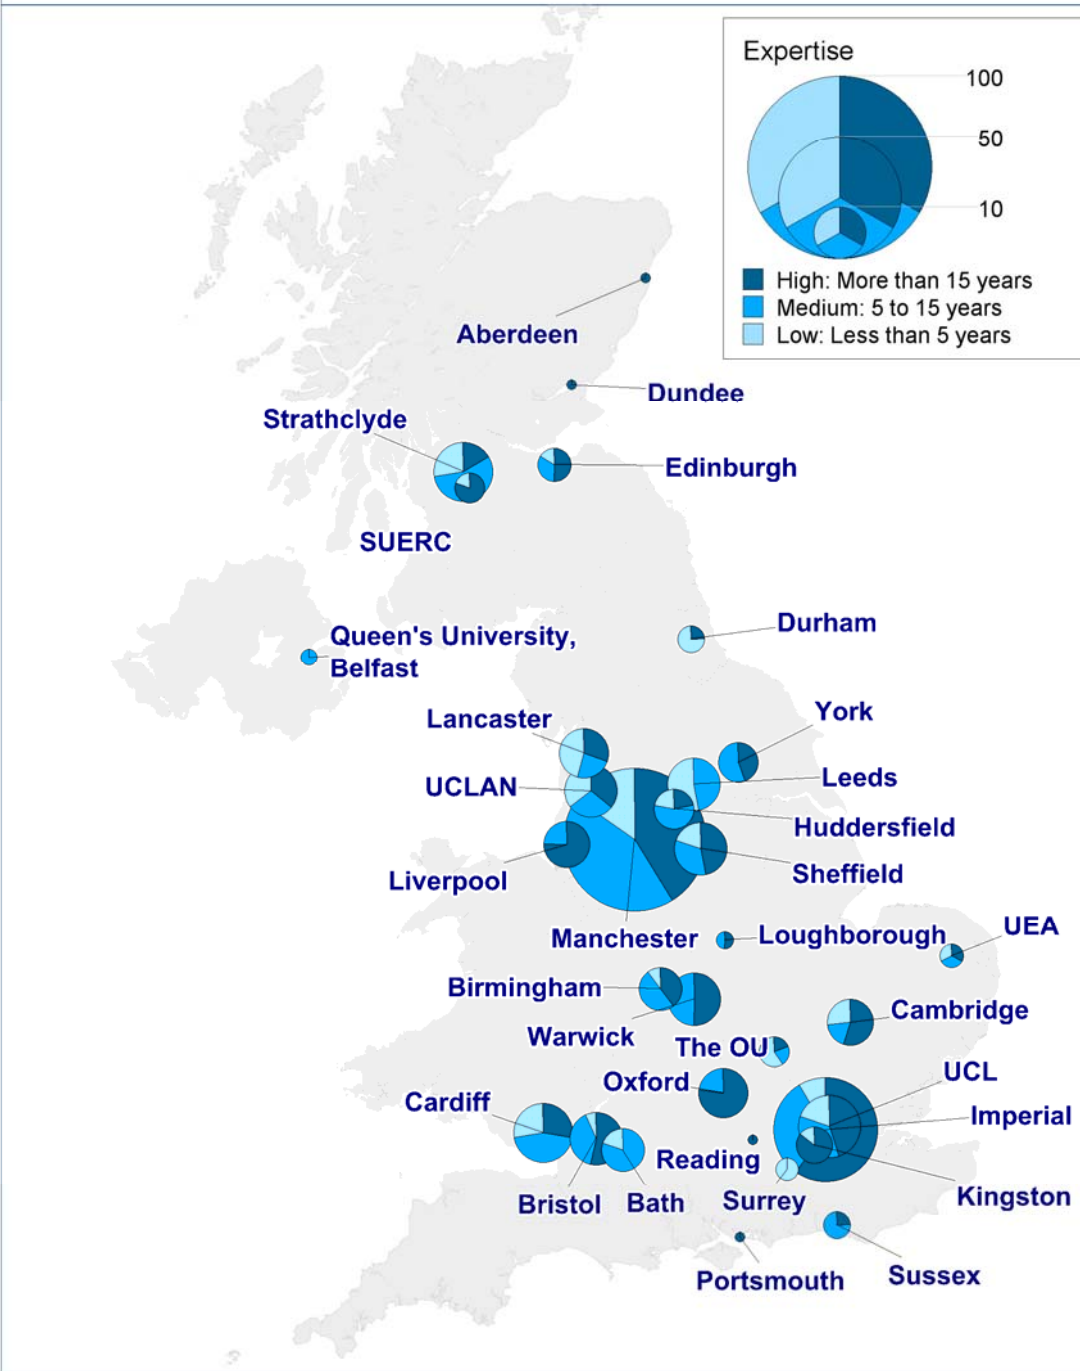 Expertise
100
50
10
High: More than 15 years
Medium: 5 to 15 years
Low: Less than 5 years
Aberdeen
Dundee
Strathclyde
Edinburgh
SUERC
Durham
Queen's University,
Belfast
Lancaster
York
UCLAN
Leeds
Huddersfield
Liverpool
Sheffield
Manchester
Loughborough
UEA
Birmingham
Warwick
Cambridge
The OU
Oxford
UCL
Cardiff
Imperial
Reading
Kingston
Bristol
Bath
Surrey
Portsmouth
Sussex